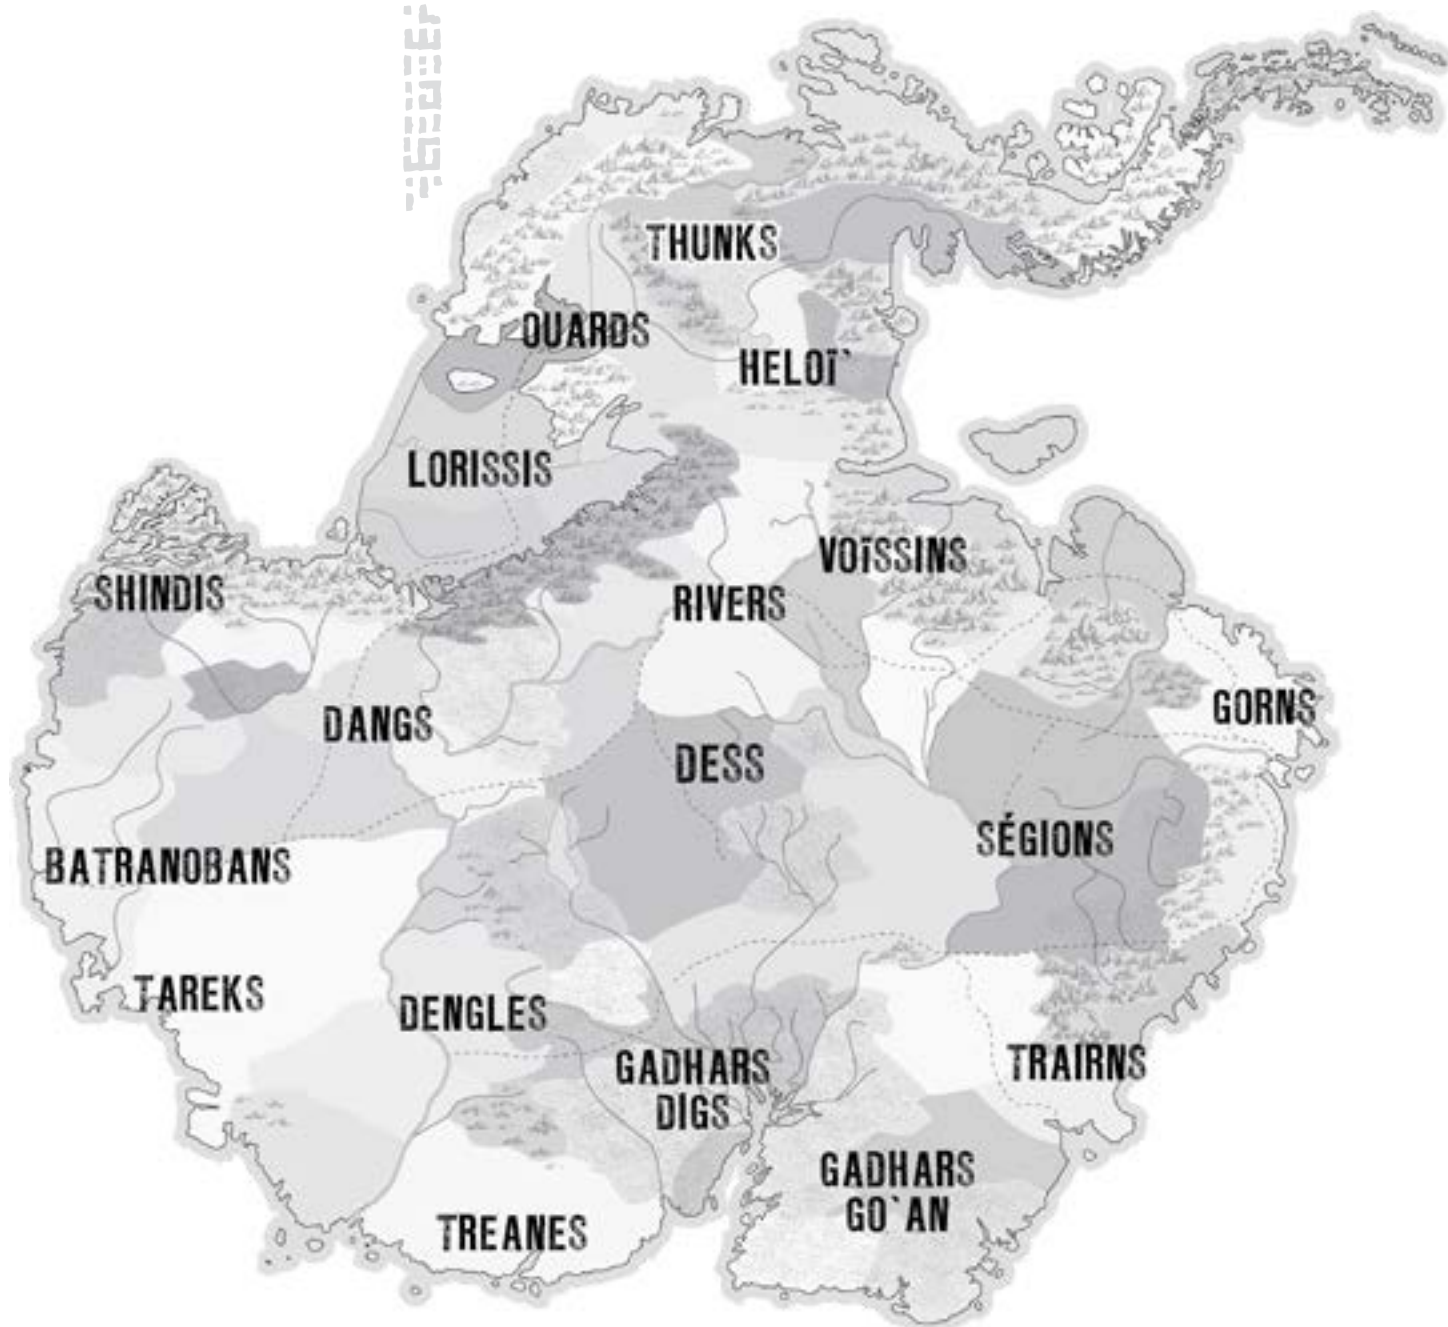 THUNKS
OUARDS
HELOÏ`
LORISSIS
VOÏSSINS
SHINDIS
RIVERS
GORNS
DANGS
DESS
SÉGIONS
BATRANOBANS
TAREKS
DENGLES
GADHARS
DIGS
TRAIRNS
GADHARS
GO`AN
TREANES